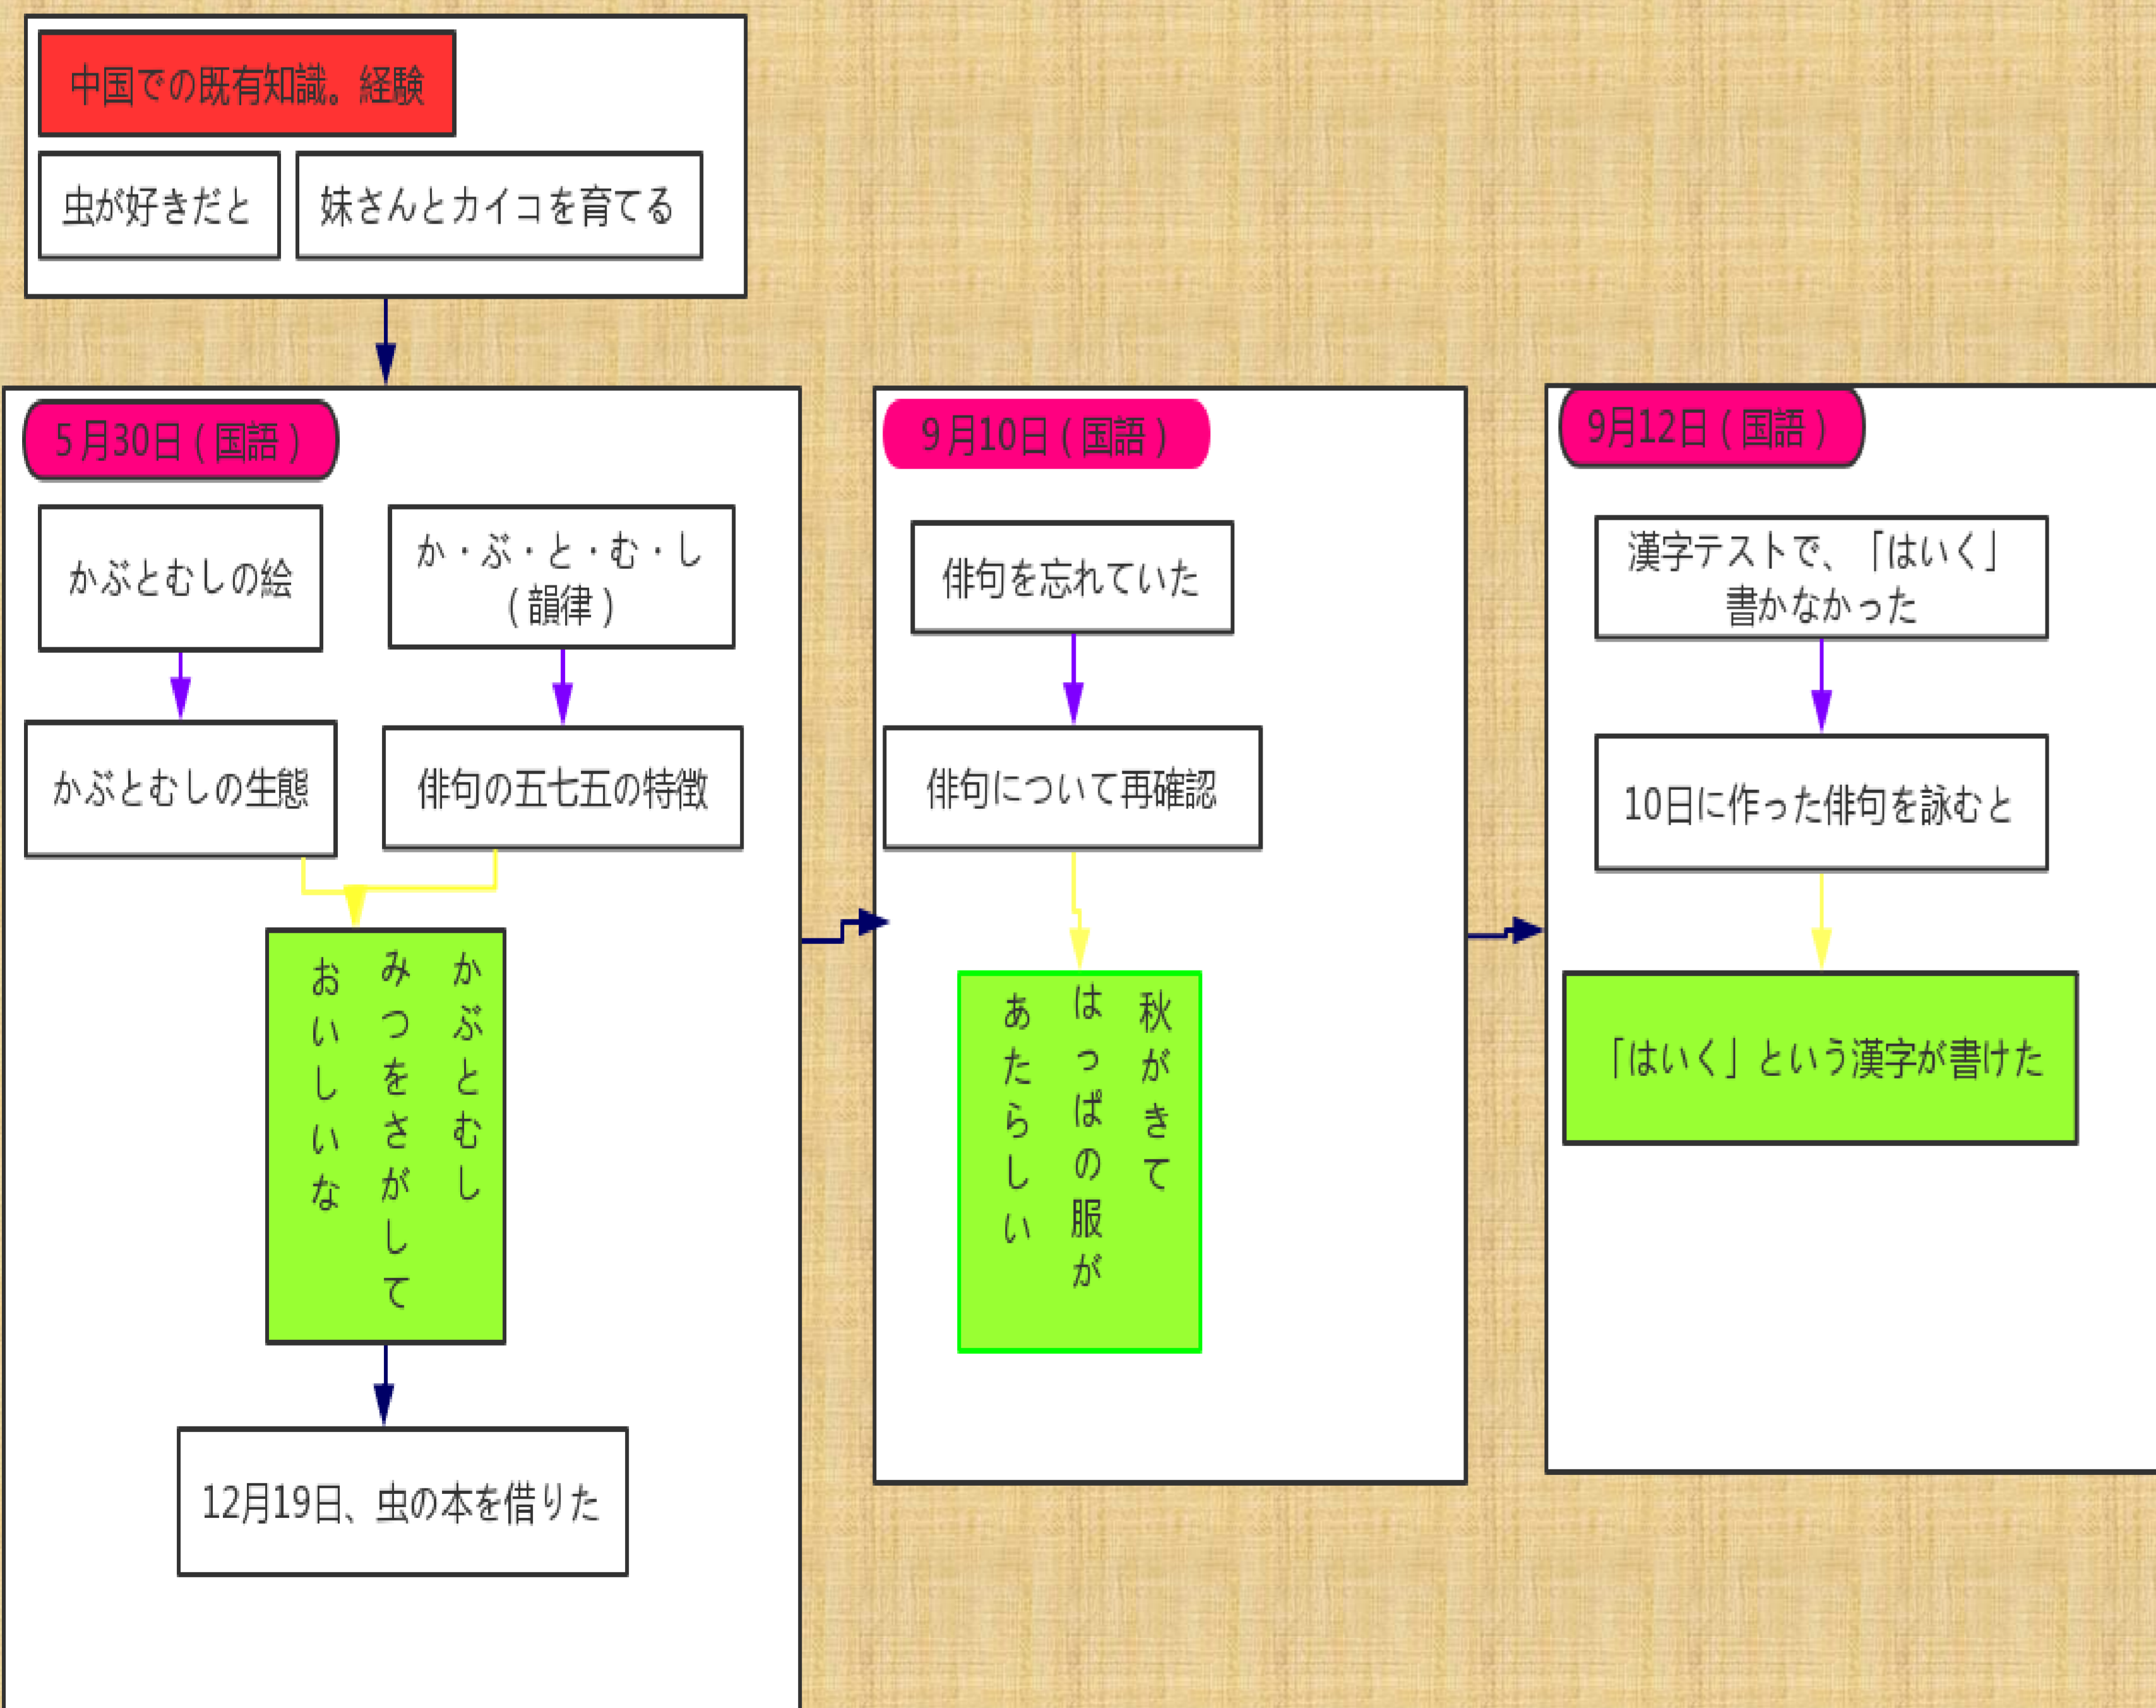 中国での既有知識。経験
虫が好きだと
妹さんとカイコを育てる
5月30日(国語)
かぶとむしの絵
か・ぶ・と・む・し
(韻律)
かぶとむしの生態
俳句の五七五の特徴
かぶとむし
みつをさがして
おいしいな
12月19日、虫の本を借りた
9月10日(国語)
俳句を忘れていた
俳句について再確認
秋がきて
はっぱの服が
あたらしい
9月12日(国語)
漢字テストで、「はいく」
書かなかった
10日に作った俳句を詠むと
「はいく」という漢字が書けた